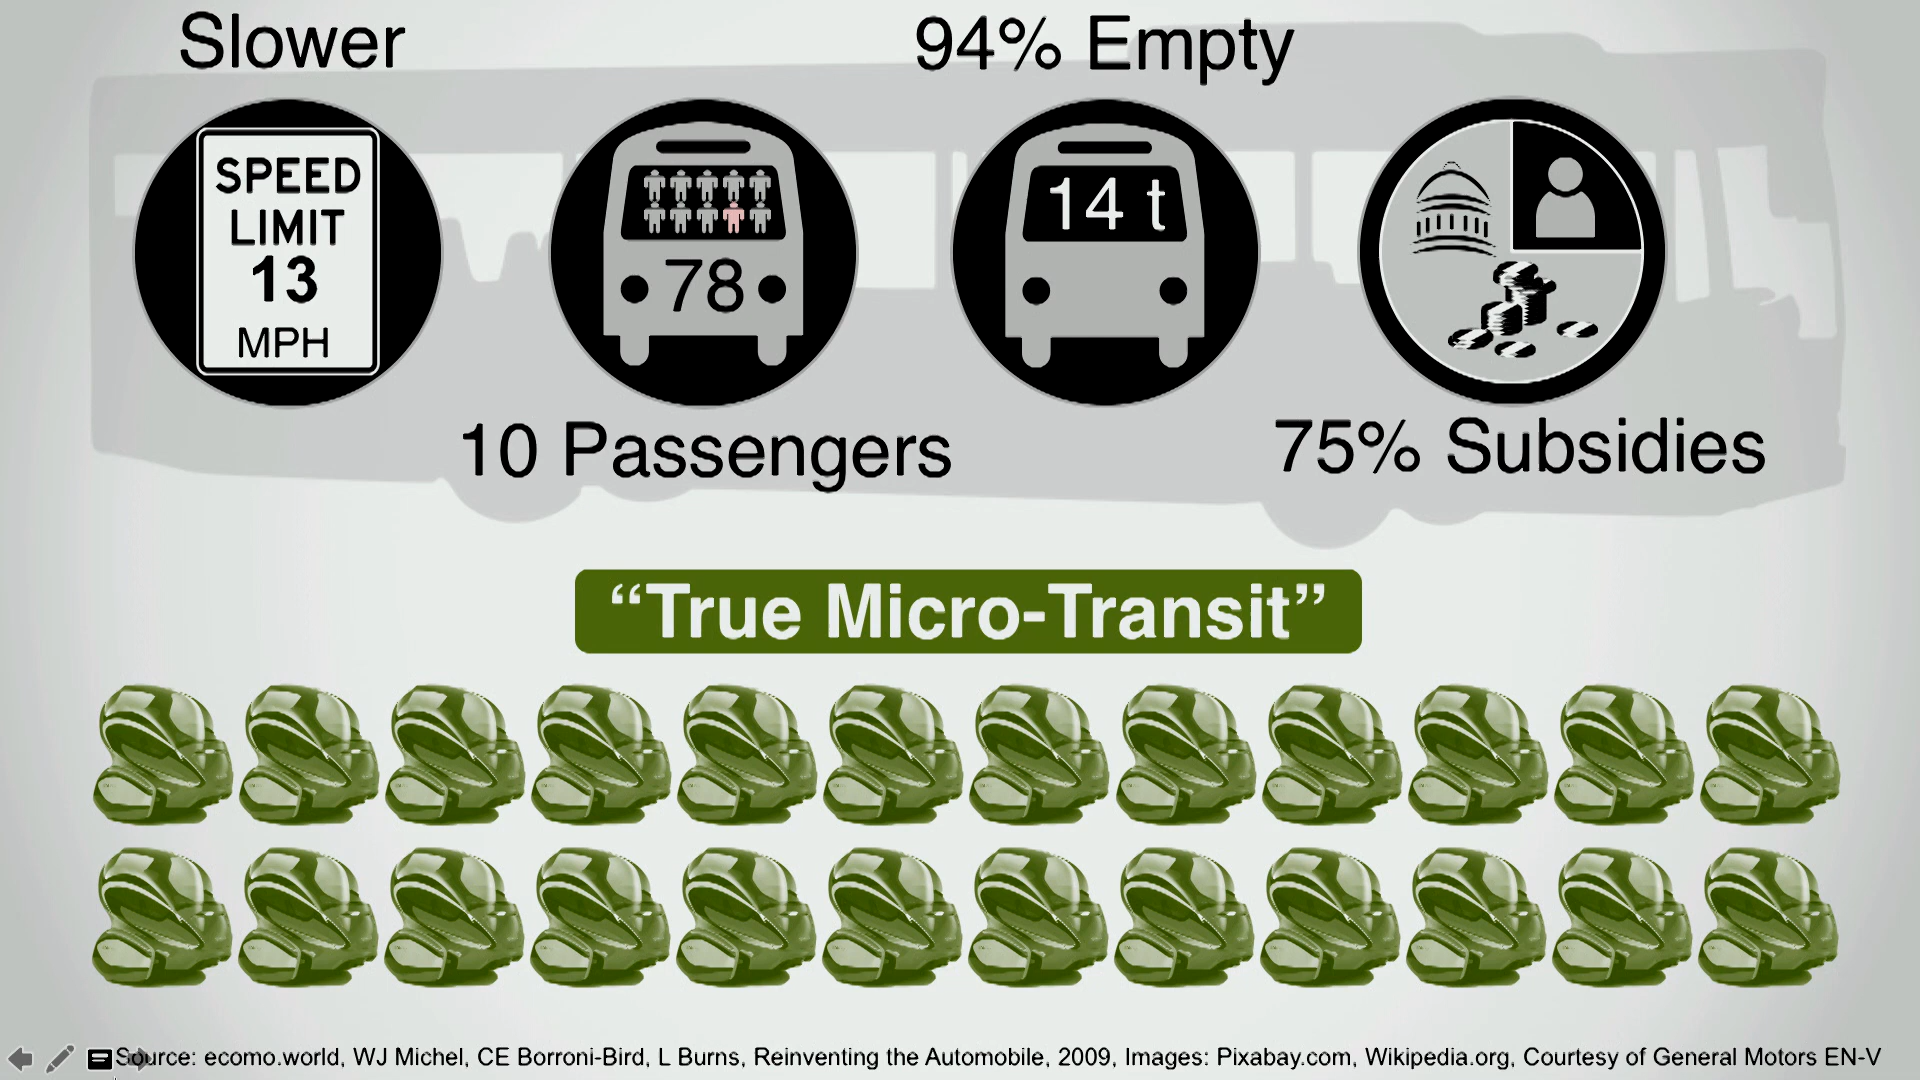 Slower
94% Empty
SPEED
LIMIT
13
MPH
78
14 t
10 Passengers
75% Subsidies
“True Micro-Transit”
Source: ecomo.world, WJ Michel, CE Borroni-Bird, L Burns, Reinventing the Automobile, 2009, Images: Pixabay.com, Wikipedia.org, Courtesy of General Motors EN-V